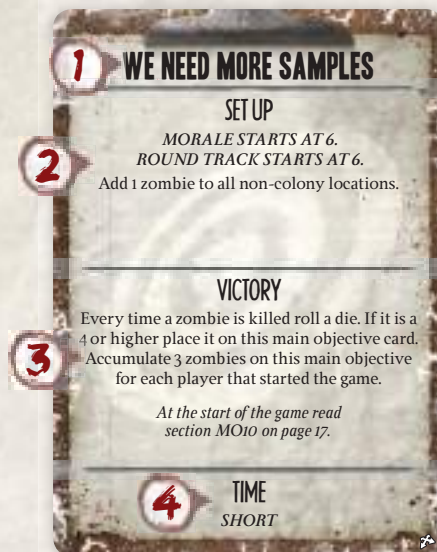 1 WE NEED MORE SAMPLES
SET UP
MORALE STARTS AT 6.
2 ROUND TRACK STARTS AT 6.
Add 1 zombie to all non-colony locations.
VICTORY
Every time a zombie is killed roll a die. If it is a
4 or higher place it on this main objective card.
3 Accumulate 3 zombies on this main objective
for each player that started the game.
At the start of the game read
section MO10 on page 17.
4 TIME
SHORT